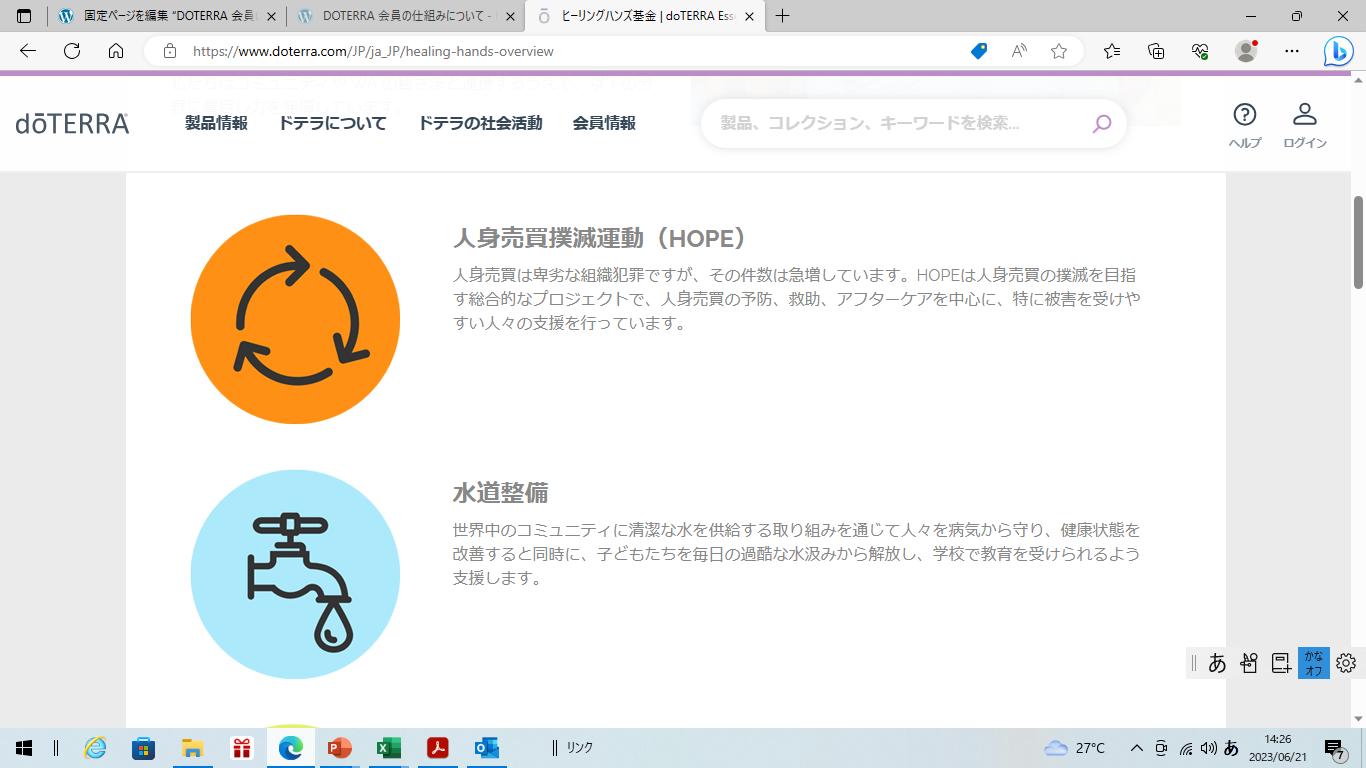 固定ページを編集 "DOTERRA 会員
DOTERRA 会員の仕組みについて -
ヒーリングハンズ基金 | doTERRA Ess
https://www.doterra.com/JP/ja_JP/healing-hands-overview
dōTERRA
製品情報
ドテラについて
ドテラの社会活動
会員情報
製品、コレクション、キーワードを検索...
ヘルプ
ログイン
人身売買撲滅運動（HOPE）
人身売買は卑劣な組織犯罪ですが、その件数は急増しています。HOPEは人身売買の撲滅を目指
す総合的なプロジェクトで、人身売買の予防、救助、アフターケアを中心に、特に被害を受けや
すい人々の支援を行っています。
水道整備
世界中のコミュニティに清潔な水を供給する取り組みを通じて人々を病気から守り、健康状態を
改善すると同時に、子どもたちを毎日の過酷な水汲みから解放し、学校で教育を受けられるよう
支援します。
あ
かな
オフ
リンク
27°C
あ
14:26
2023/06/21
7